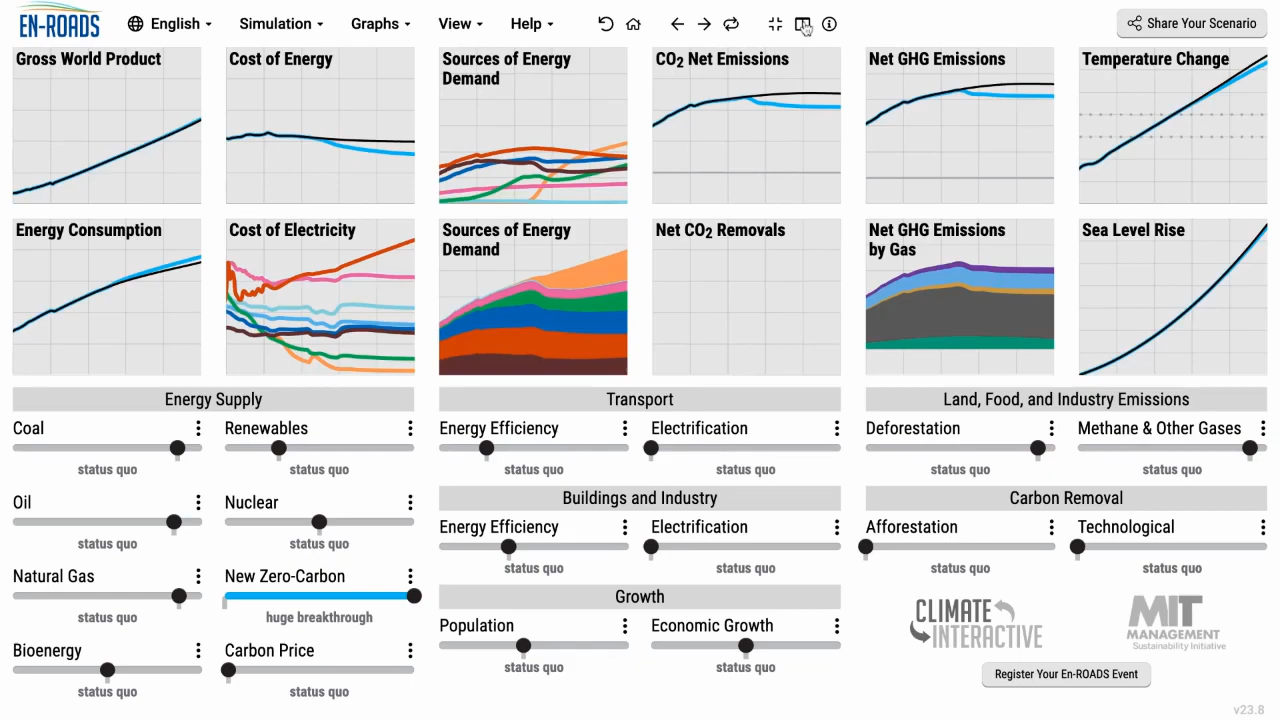 EN-ROADS
English
Simulation
Graphs
View
Help
Share Your Scenario
Gross World Product
Cost of Energy
Sources of Energy
Demand
CO₂ Net Emissions
Net GHG Emissions
Temperature Change
Energy Consumption
Cost of Electricity
Sources of Energy
Demand
Net CO₂ Removals
Net GHG Emissions
by Gas
Sea Level Rise
Energy Supply
Coal
status quo
Renewables
status quo
Oil
status quo
Nuclear
status quo
Natural Gas
status quo
New Zero-Carbon
huge breakthrough
Bioenergy
status quo
Carbon Price
status quo
Transport
Energy Efficiency
status quo
Electrification
status quo
Buildings and Industry
Energy Efficiency
status quo
Electrification
status quo
Growth
Population
status quo
Economic Growth
status quo
Land, Food, and Industry Emissions
Deforestation
status quo
Methane & Other Gases
status quo
Carbon Removal
Afforestation
status quo
Technological
status quo
CLIMATE
INTERACTIVE
MIT
MANAGEMENT
Sustainability Initiative
Register Your En-ROADS Event
v23.8